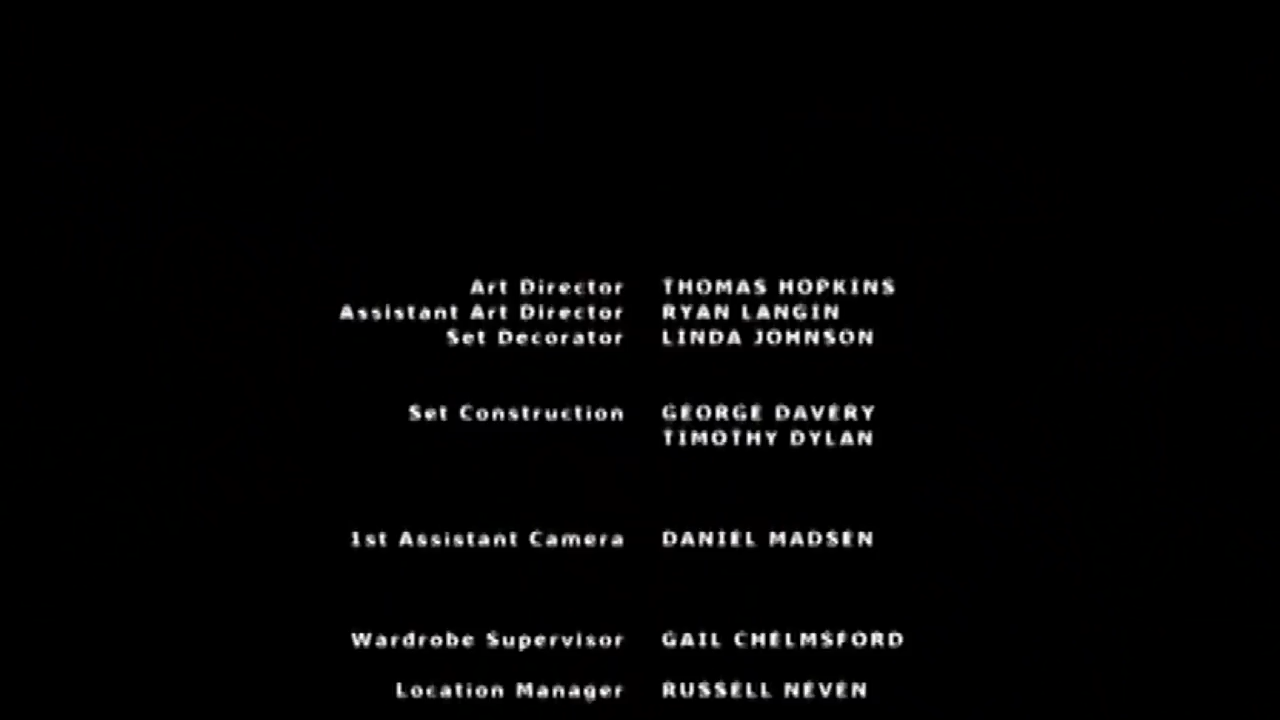 Art Director THOMAS HOPKINS
Assistant Art Director RYAN LANGIN
Set Decorator LINDA JOHNSON
Set Construction GEORGE DAVERY
TIMOTHY DYLAN
1st Assistant Camera DANIEL MADSEN
Wardrobe Supervisor GAIL CHELMSFORD
Location Manager RUSSELL NEVEN